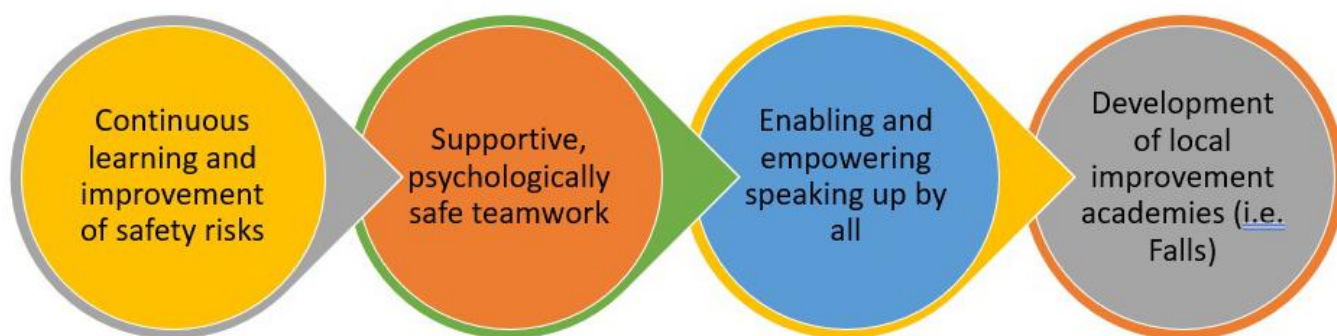 Continuous
learning and
improvement
of safety risks
Supportive,
psychologically
safe teamwork
Enabling and
empowering
speaking up by
all
Development
of local
improvement
academies (i.e.
Falls)